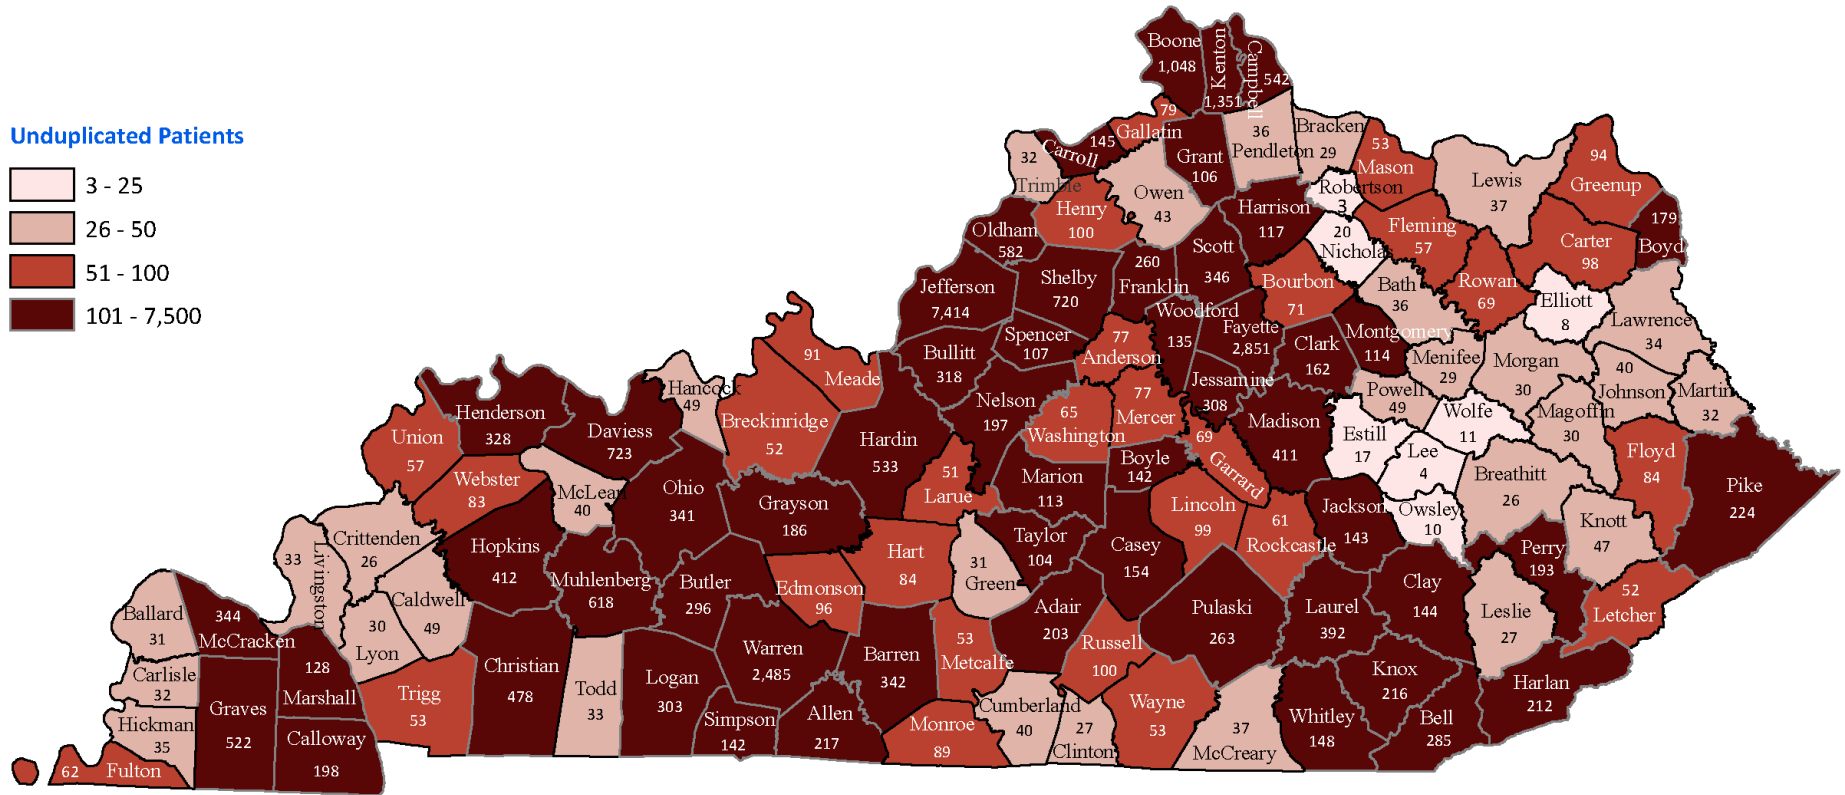 Unduplicated Patients
3 - 25
26 - 50
51 - 100
101 - 7,500
Boone
1,048
Kenton
1,351
Campbell
542
79
Gallatin
145
Carroll
32
Trimble
Grant
106
36
Pendleton
Bracken
29
53
Mason
Robertson
3
Lewis
37
94
Greenup
179
Boyd
Carter
98
Owen
43
Henry
100
Oldham
582
Harrison
117
20
Nicholas
Fleming
57
Rowan
69
Elliott
8
Lawrence
34
Scott
346
260
Franklin
Shelby
720
Jefferson
7,414
Bourbon
71
Bath
36
Woodford
135
Fayette
2,851
Clark
162
Montgomery
114
Menifee
29
Morgan
30
40
Johnson
Martin
32
Spencer
107
Bullitt
318
77
Anderson
Jessamine
308
Powell
49
Wolfe
11
Magoffin
30
Floyd
84
Pike
224
91
Meade
Breckinridge
52
Hancock
49
Daviess
723
Henderson
328
Union
57
Webster
83
McLean
40
Ohio
341
Grayson
186
Hardin
533
51
Larue
Nelson
197
65
Washington
77
Mercer
69
Garrard
Madison
411
Estill
17
Lee
4
Breathitt
26
Owsley
10
Knott
47
Boyle
142
Marion
113
Lincoln
99
61
Rockcastle
Jackson
143
Perry
193
52
Letcher
Leslie
27
Clay
144
Laurel
392
Pulaski
263
Casey
154
Taylor
104
31
Green
Hart
84
Edmonson
96
Butler
296
Muhlenberg
618
Hopkins
412
Crittenden
26
33
Livingston
Caldwell
49
30
Lyon
Ballard
31
344
McCracken
128
Marshall
Carlisle
32
Hickman
35
62
Fulton
Graves
522
Calloway
198
Trigg
53
Christian
478
Todd
33
Logan
303
Warren
2,485
Simpson
142
Allen
217
Barren
342
53
Metcalfe
Monroe
89
Adair
203
Russell
100
Cumberland
40
27
Clinton
Wayne
53
37
McCreary
Whitley
148
Knox
216
Bell
285
Harlan
212